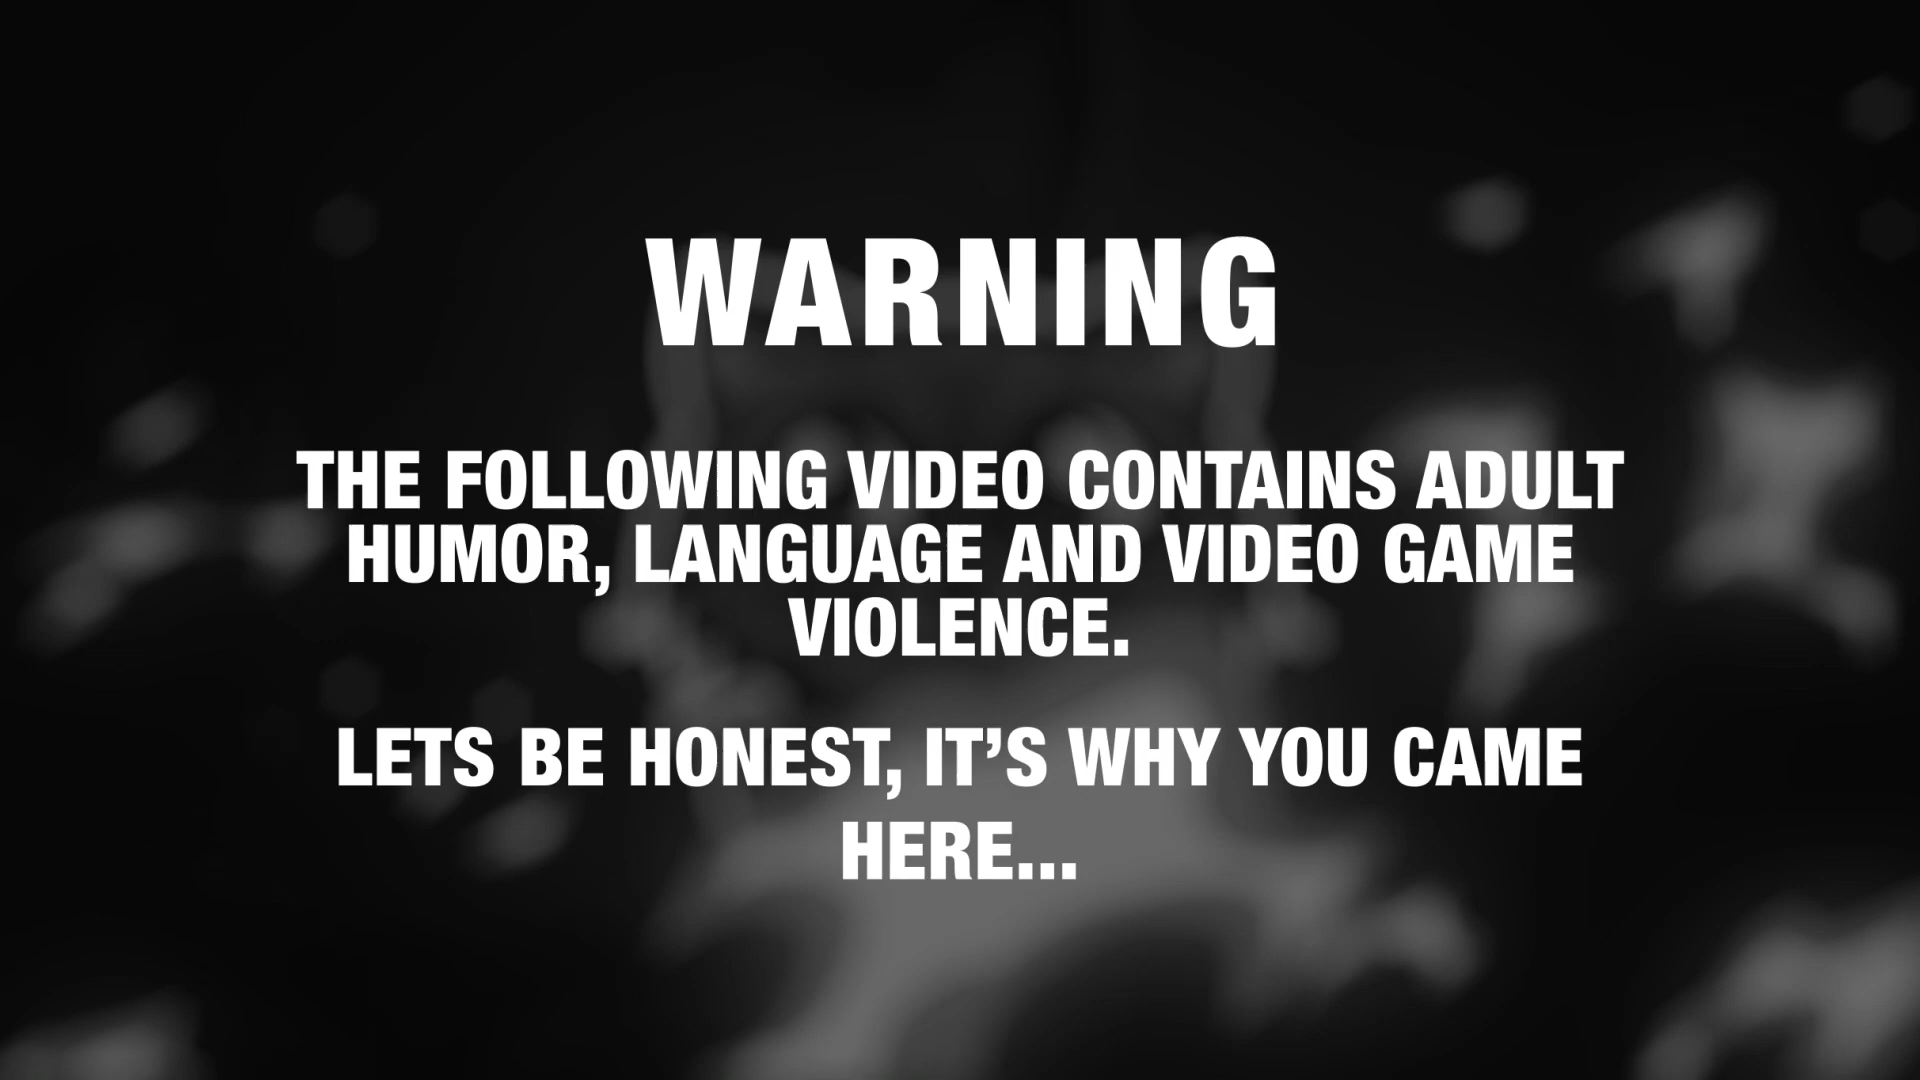 WARNING
THE FOLLOWING VIDEO CONTAINS ADULT
HUMOR, LANGUAGE AND VIDEO GAME
VIOLENCE.
LETS BE HONEST, IT’S WHY YOU CAME
HERE...